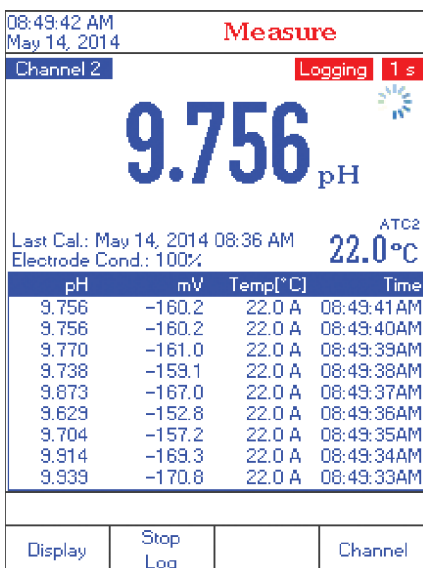 08:49:42 AM
May 14, 2014
Measure
Channel 2
Logging 1 s
9.756 pH
ATC2
Last Cal.: May 14, 2014 08:36 AM
22.0°C
Electrode Cond.: 100%
pH mV Temp[°C] Time
9.756 -160.2 22.0 A 08:49:41AM
9.756 -160.2 22.0 A 08:49:40AM
9.770 -161.0 22.0 A 08:49:39AM
9.738 -159.1 22.0 A 08:49:38AM
9.873 -167.0 22.0 A 08:49:37AM
9.629 -152.8 22.0 A 08:49:36AM
9.704 -157.2 22.0 A 08:49:35AM
9.914 -169.3 22.0 A 08:49:34AM
9.939 -170.8 22.0 A 08:49:33AM
Display
Stop
Log
Channel